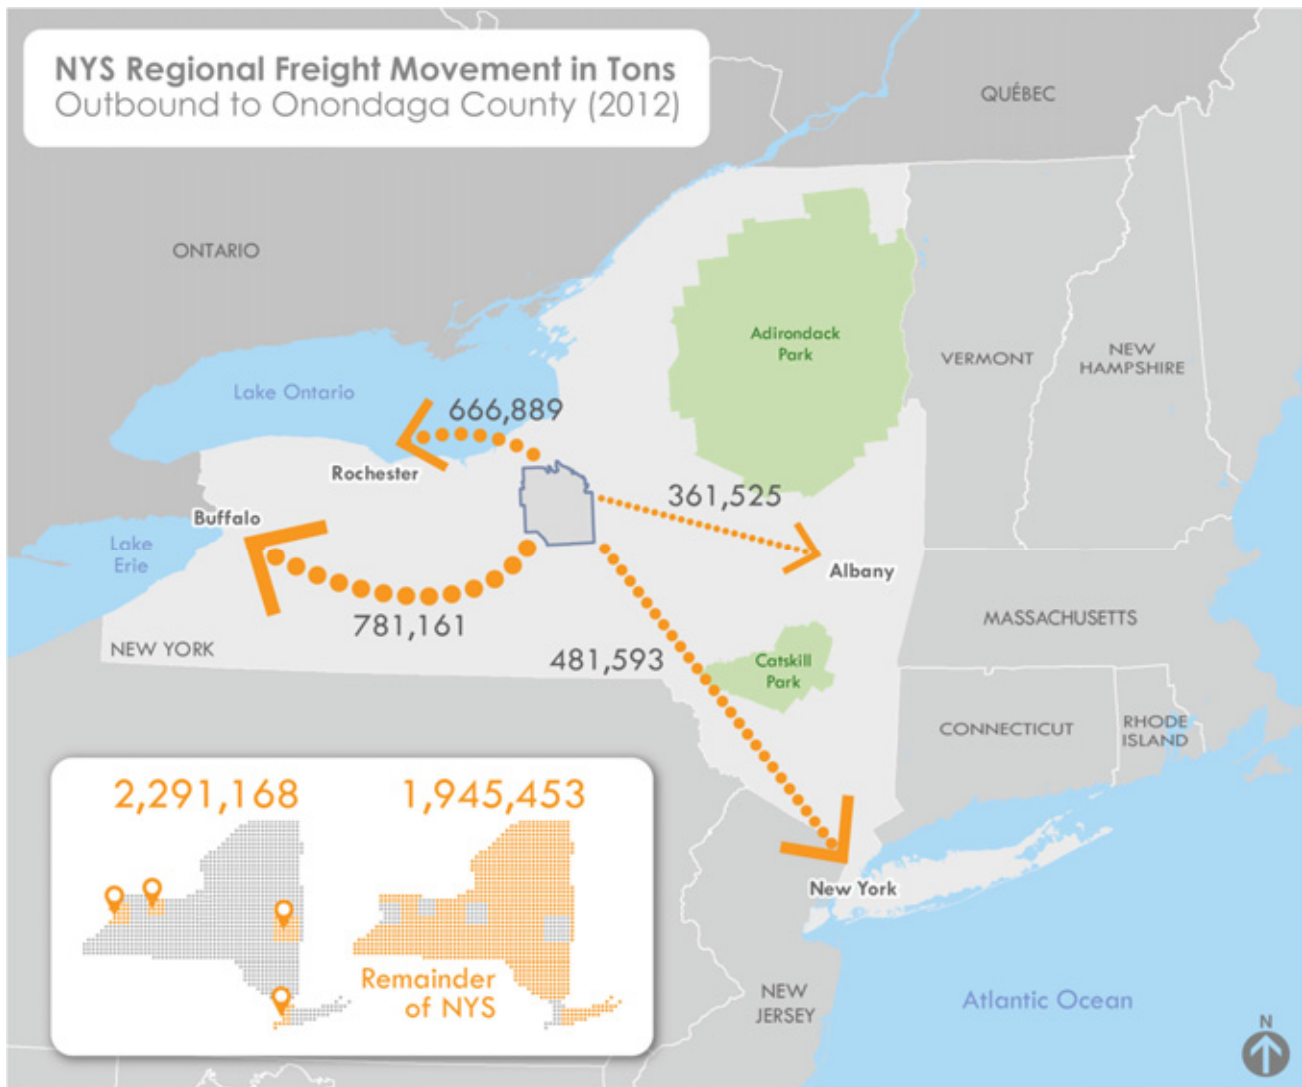 NYS Regional Freight Movement in Tons
Outbound to Onondaga County (2012)
QUÉBEC
ONTARIO
Adirondack
Park
VERMONT
NEW
HAMPSHIRE
Lake Ontario
666,889
Rochester
361,525
Buffalo
Lake
Erie
Albany
781,161
MASSACHUSETTS
NEW YORK
481,593
Catskill
Park
CONNECTICUT
RHODE
ISLAND
2,291,168
1,945,453
New York
Remainder
of NYS
NEW
JERSEY
Atlantic Ocean
N